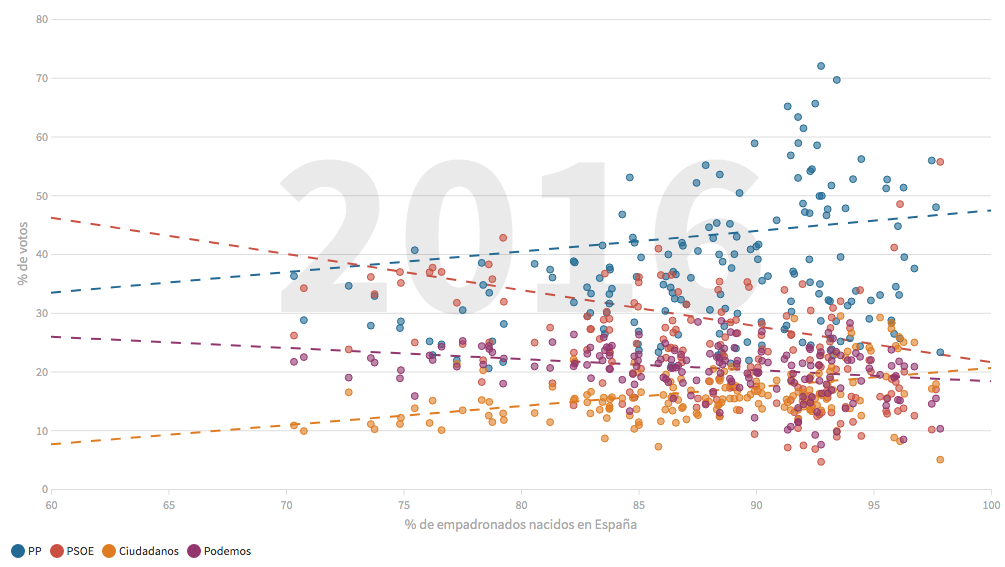 80
70
60
50
40
30
20
10
0
% de votos
2016
60 65 70 75 80 85 90 95 100
% de empadronados nacidos en España
PP PSOE Ciudadanos Podemos